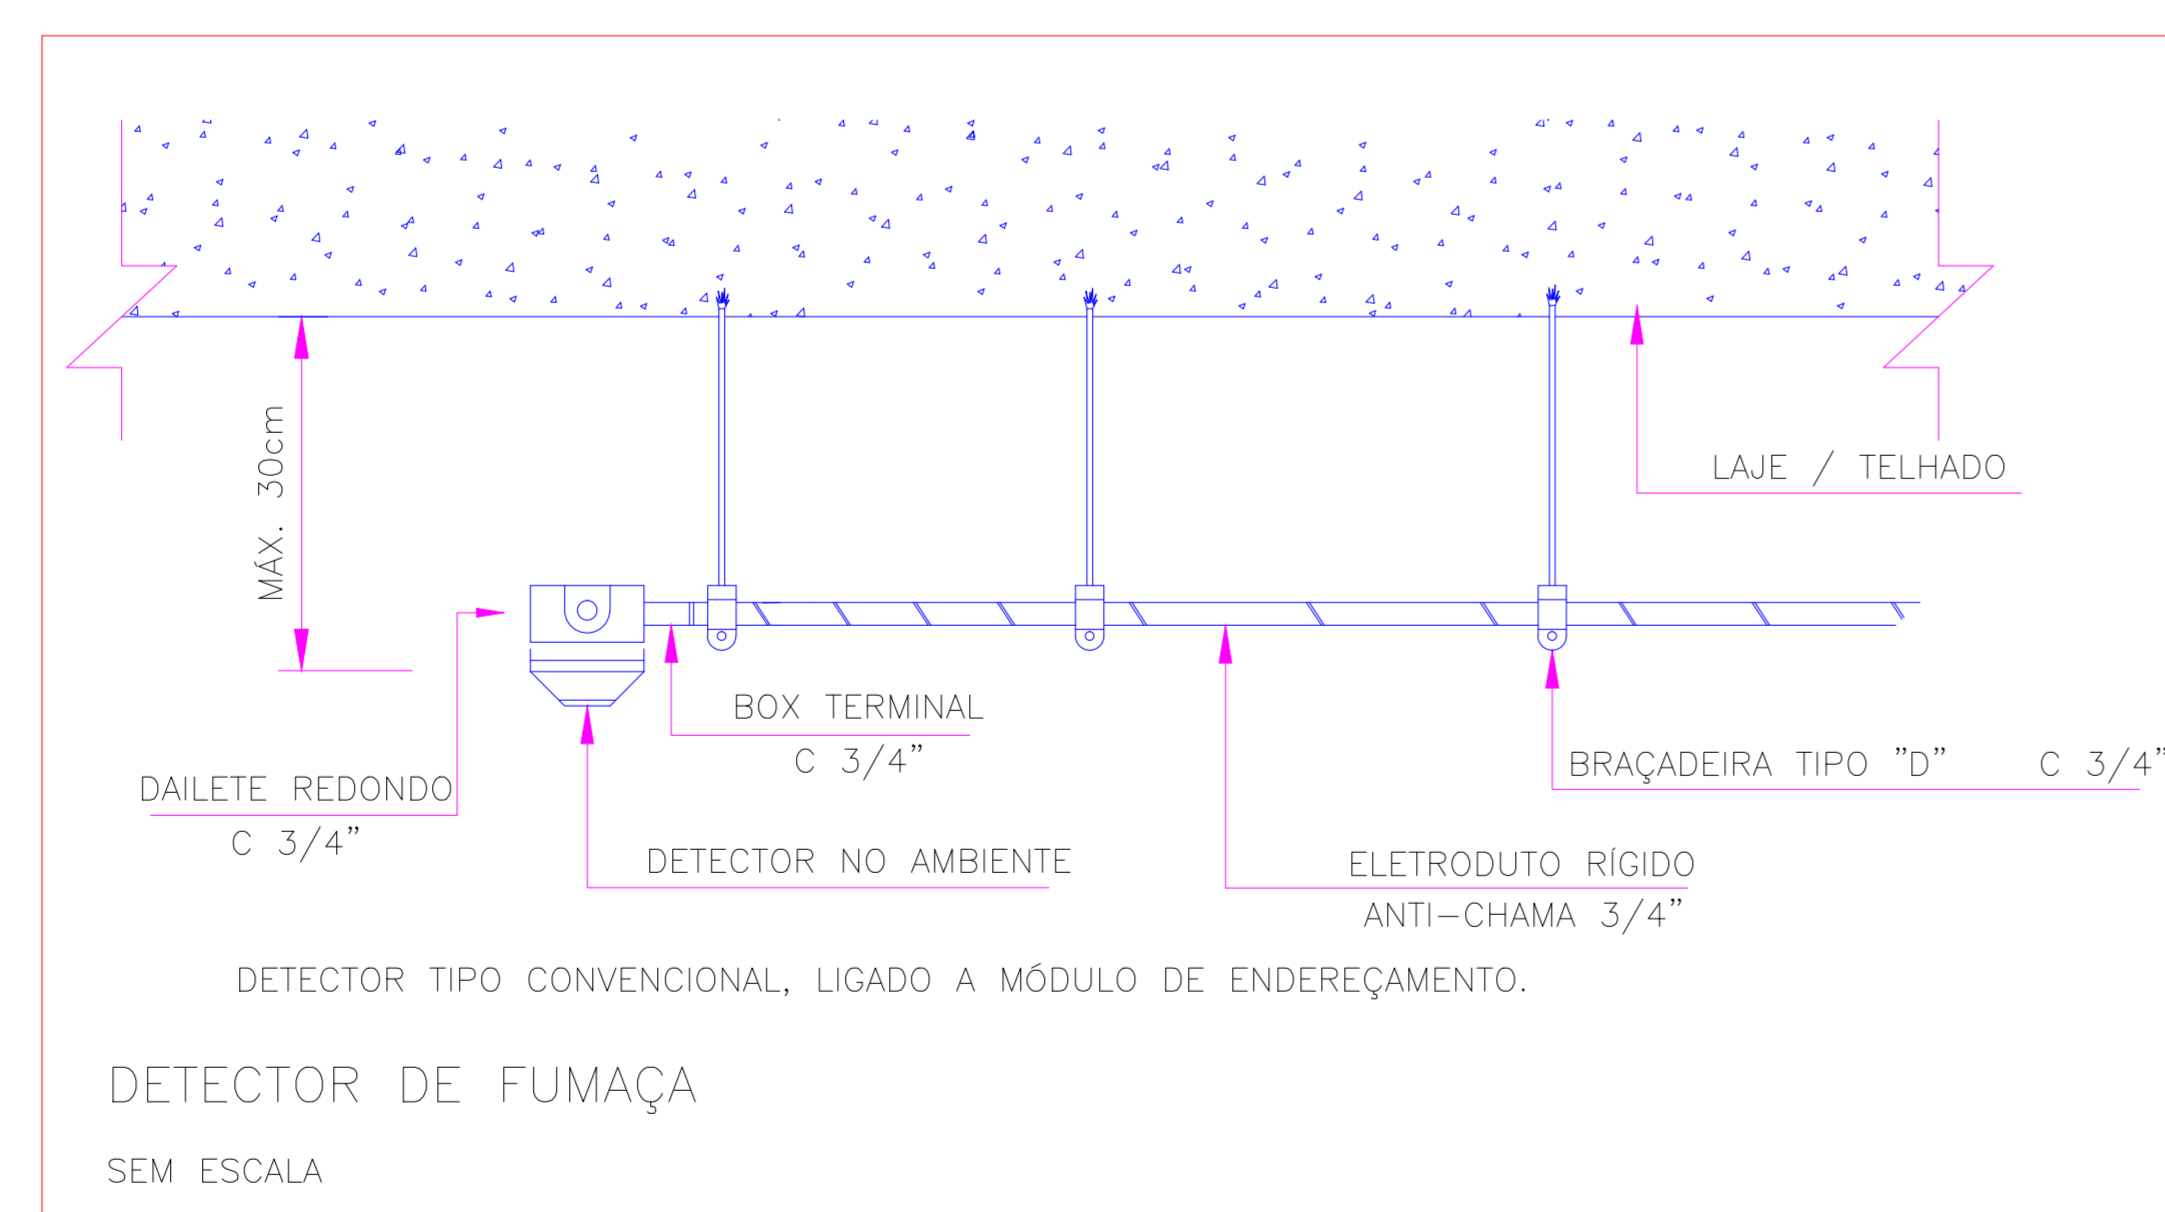 MÁX. 30cm
LAJE / TELHADO
BOX TERMINAL
C 3/4"
BRAÇADEIRA TIPO "D" C 3/4"
DAILETE REDONDO
C 3/4"
DETECTOR NO AMBIENTE
ELETRODUTO RÍGIDO
ANTI-CHAMA 3/4"
DETECTOR TIPO CONVENCIONAL, LIGADO A MÓDULO DE ENDEREÇAMENTO.
DETECTOR DE FUMAÇA
SEM ESCALA